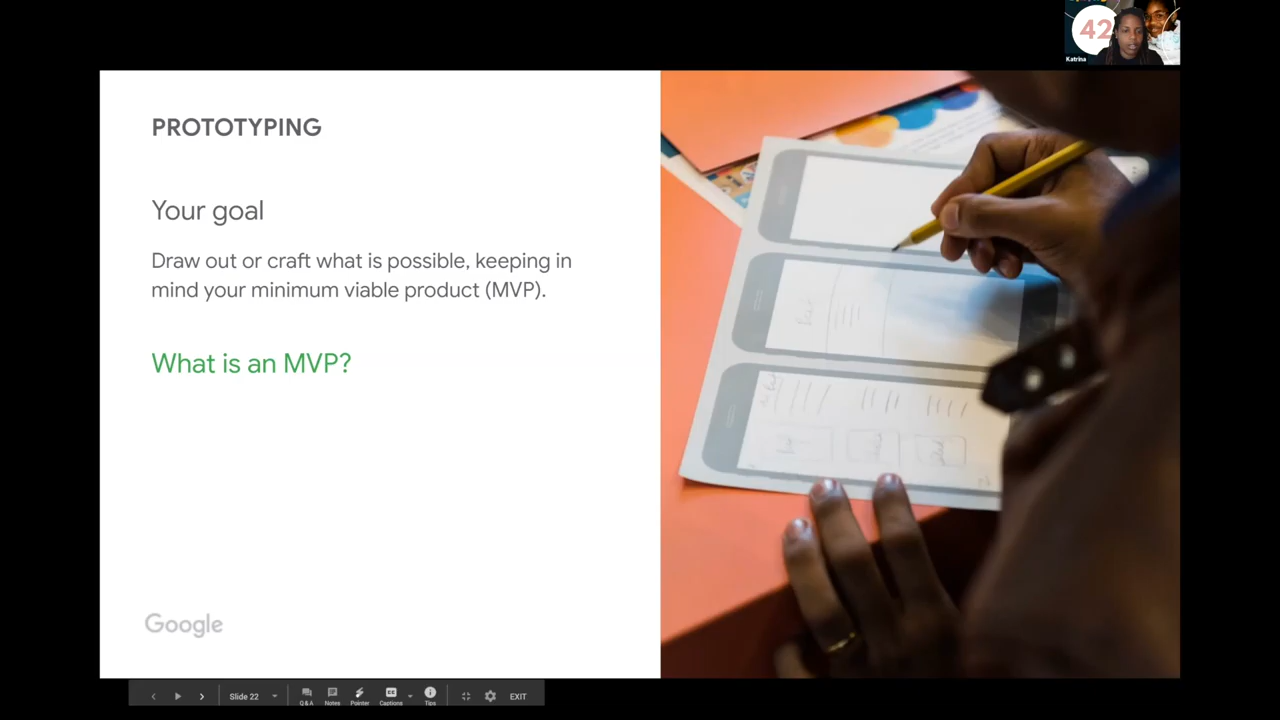 42
Katrina
PROTOTYPING
Your goal
Draw out or craft what is possible, keeping in
mind your minimum viable product (MVP).
What is an MVP?
Google
Slide 22
Q & A
Notes
Pointer
Captions
Tips
EXIT